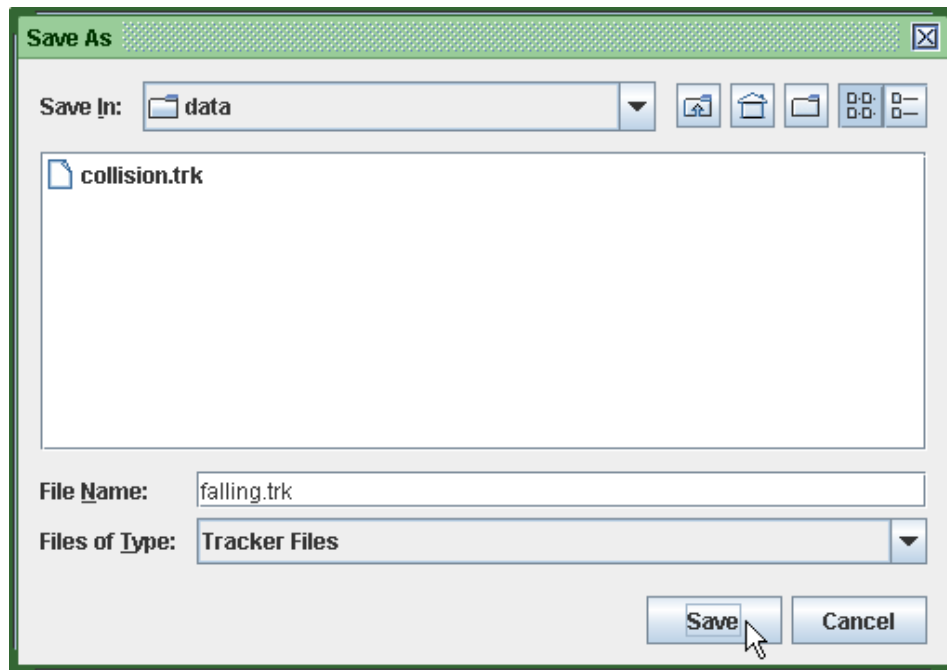 Save As
Save In: data
collision.trk
File Name: falling.trk
Files of Type: Tracker Files
Save Cancel